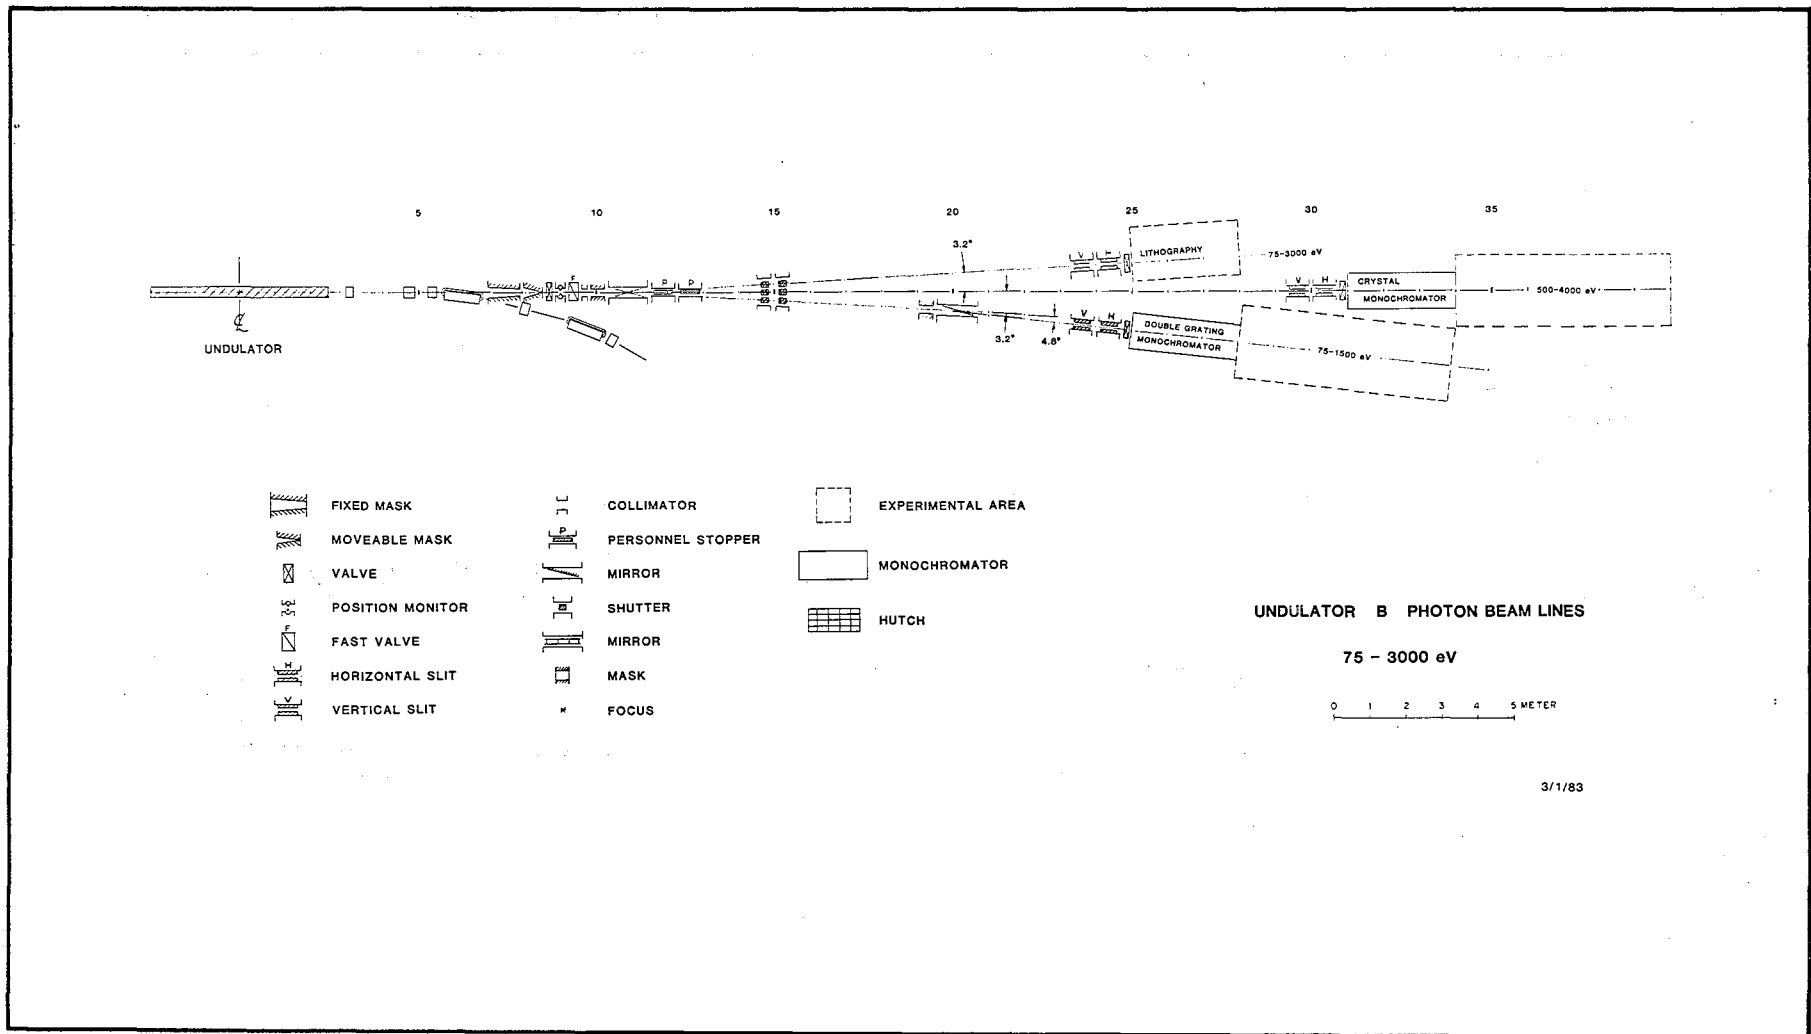 5 10 15 20 25 30 35
3.2°
V H
LITHOGRAPHY
75-3000 eV
F
P P
V H
CRYSTAL
MONOCHROMATOR
500-4000 eV
℄
UNDULATOR
3.2°
4.8°
V H
DOUBLE GRATING
MONOCHROMATOR
75-1500 eV
FIXED MASK
MOVEABLE MASK
VALVE
POSITION MONITOR
F
FAST VALVE
H
HORIZONTAL SLIT
V
VERTICAL SLIT
COLLIMATOR
P
PERSONNEL STOPPER
MIRROR
SHUTTER
MIRROR
MASK
FOCUS
EXPERIMENTAL AREA
MONOCHROMATOR
HUTCH
UNDULATOR B PHOTON BEAM LINES
75 - 3000 eV
0 1 2 3 4 5 METER
3/1/83